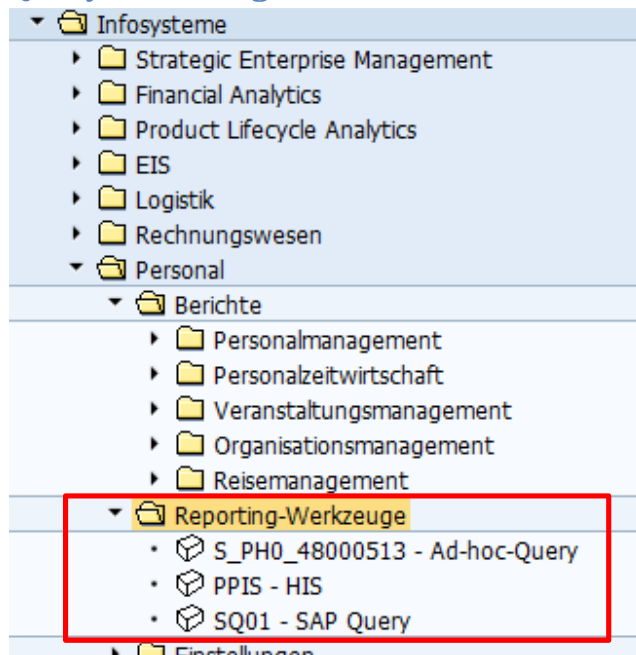 Infosysteme
Strategic Enterprise Management
Financial Analytics
Product Lifecycle Analytics
EIS
Logistik
Rechnungswesen
Personal
Berichte
Personalmanagement
Personalzeitwirtschaft
Veranstaltungsmanagement
Organisationsmanagement
Reisemanagement
Reporting-Werkzeuge
S_PH0_48000513 - Ad-hoc-Query
PPIS - HIS
SQ01 - SAP Query
Einstellungen